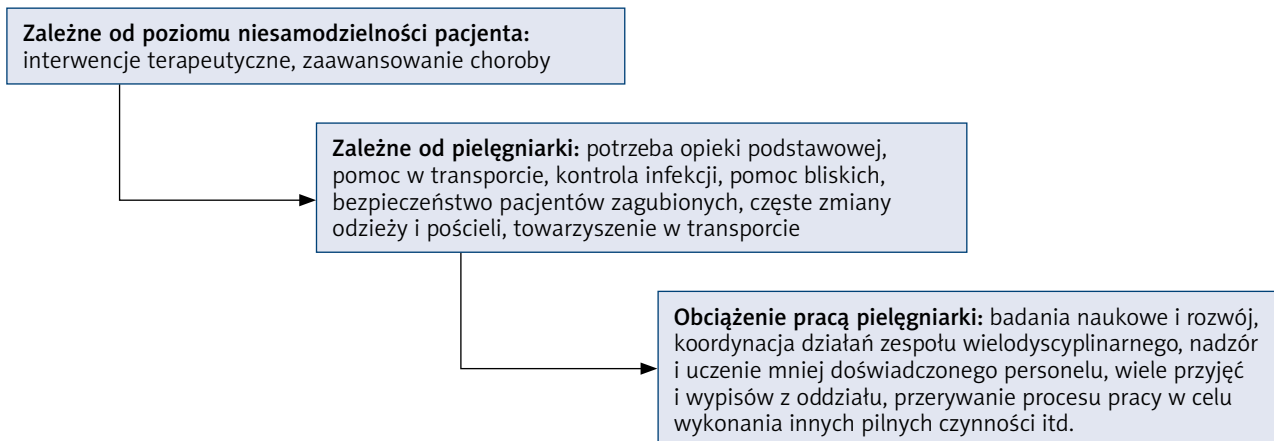 Zależne od poziomu niesamodzielności pacjenta:
interwencje terapeutyczne, zaawansowanie choroby
Zależne od pielęgniarki: potrzeba opieki podstawowej,
pomoc w transporcie, kontrola infekcji, pomoc bliskich,
bezpieczeństwo pacjentów zagubionych, częste zmiany
odzieży i pościeli, towarzyszenie w transporcie
Obciążenie pracą pielęgniarki: badania naukowe i rozwój,
koordynacja działań zespołu wielodyscyplinarnego, nadzór
i uczenie mniej doświadczonego personelu, wiele przyjęć
i wypisów z oddziału, przerywanie procesu pracy w celu
wykonania innych pilnych czynności itd.